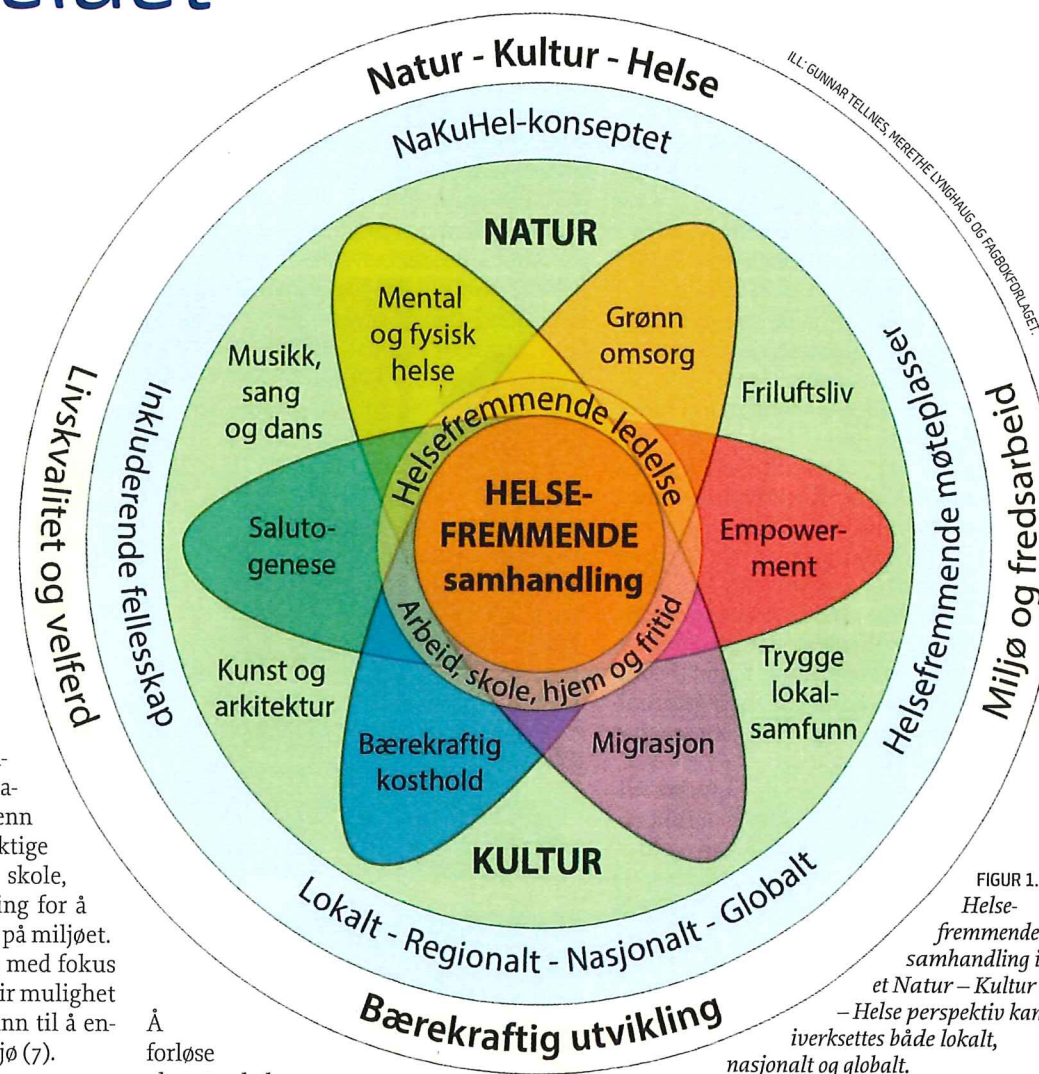 Natur - Kultur - Helse
ILL: GUNNAR TELLNES, MERETHE LYNGHAUG OG FAGBOKFORLAGET.
NaKuHel-konseptet
NATUR
Mental
og fysisk
helse
Grønn
omsorg
Musikk,
sang
og dans
Friluftsliv
Livskvalitet og velferd
Inkluderende fellesskap
Helsefremmende møteplasser
Miljø og fredsarbeid
Helsefremmende ledelse
HELSE-
FREMMENDE
samhandling
Saluto-
genese
Empower-
ment
Arbeid, skole, hjem og fritid
Kunst og
arkitektur
Trygge
lokal-
samfunn
Bærekraftig
kosthold
Migrasjon
KULTUR
Lokalt - Regionalt - Nasjonalt - Globalt
Bærekraftig utvikling
skole,
ing for å
på miljøet.
med fokus
ir mulighet
nn til å en-
jø (7).
Å
forløse
FIGUR 1.
Helse-
fremmende
samhandling i
et Natur – Kultur
– Helse perspektiv kan
iverksettes både lokalt,
nasjonalt og globalt.